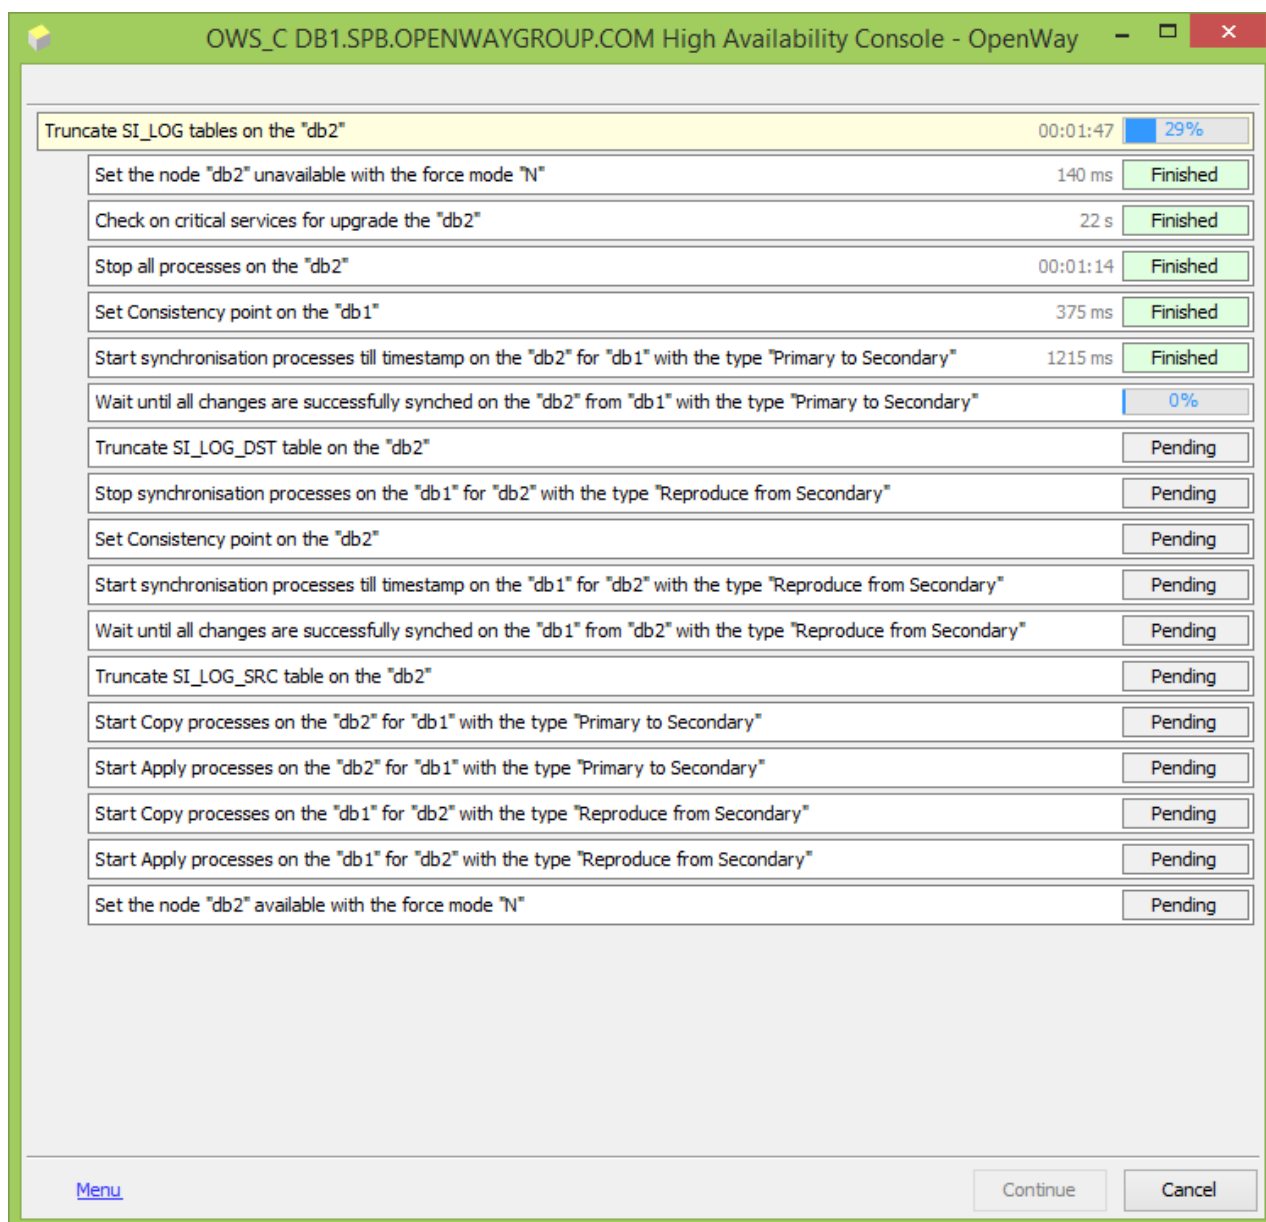 OWS_C DB1.SPB.OPENWAYGROUP.COM High Availability Console - OpenWay
Truncate SI_LOG tables on the "db2" 00:01:47 29%
Set the node "db2" unavailable with the force mode "N" 140 ms Finished
Check on critical services for upgrade the "db2" 22 s Finished
Stop all processes on the "db2" 00:01:14 Finished
Set Consistency point on the "db1" 375 ms Finished
Start synchronisation processes till timestamp on the "db2" for "db1" with the type "Primary to Secondary" 1215 ms Finished
Wait until all changes are successfully synched on the "db2" from "db1" with the type "Primary to Secondary" 0%
Truncate SI_LOG_DST table on the "db2" Pending
Stop synchronisation processes on the "db1" for "db2" with the type "Reproduce from Secondary" Pending
Set Consistency point on the "db2" Pending
Start synchronisation processes till timestamp on the "db1" for "db2" with the type "Reproduce from Secondary" Pending
Wait until all changes are successfully synched on the "db1" from "db2" with the type "Reproduce from Secondary" Pending
Truncate SI_LOG_SRC table on the "db2" Pending
Start Copy processes on the "db2" for "db1" with the type "Primary to Secondary" Pending
Start Apply processes on the "db2" for "db1" with the type "Primary to Secondary" Pending
Start Copy processes on the "db1" for "db2" with the type "Reproduce from Secondary" Pending
Start Apply processes on the "db1" for "db2" with the type "Reproduce from Secondary" Pending
Set the node "db2" available with the force mode "N" Pending
Menu Continue Cancel